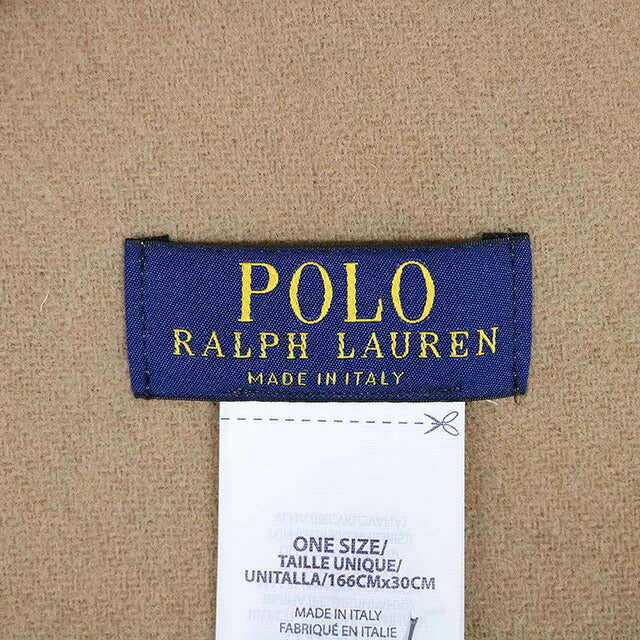 POLO
RALPH LAUREN
MADE IN ITALY
ONE SIZE/
TAILLE UNIQUE/
UNITALLA/166CMx30CM
MADE IN ITALY
FABRIQUÉ EN ITALIE